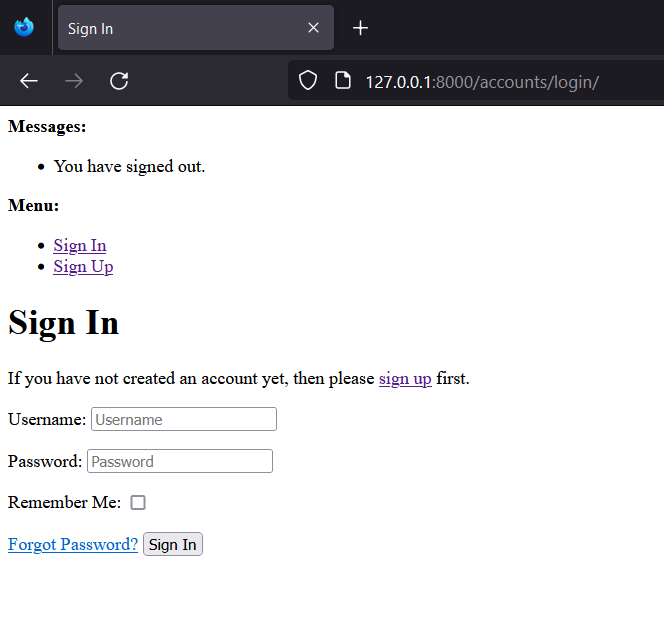 Sign In
127.0.0.1:8000/accounts/login/
Messages:
You have signed out.
Menu:
Sign In
Sign Up
Sign In
If you have not created an account yet, then please sign up first.
Username: Username
Password: Password
Remember Me:
Forgot Password? Sign In